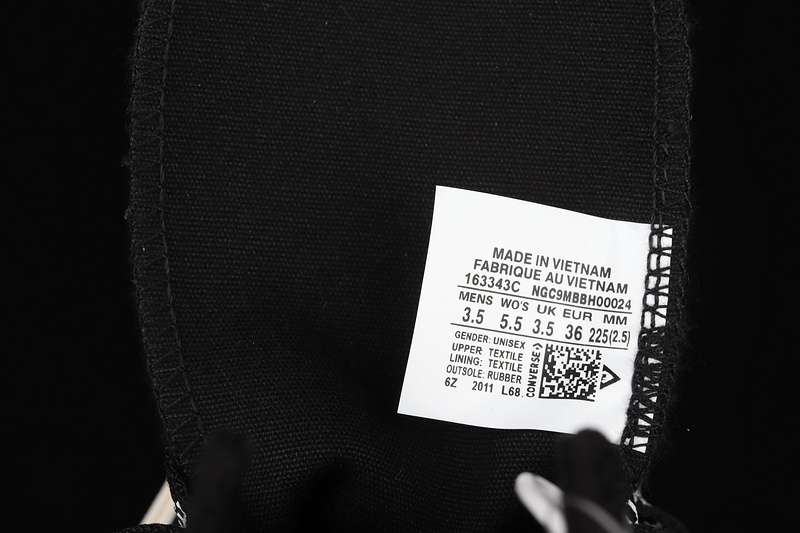 MADE IN VIETNAM
FABRIQUE AU VIETNAM
163343C NGC9MBBH00024
MENS WO'S UK EUR MM
3.5 5.5 3.5 36 225(2.5)
GENDER: UNISEX
UPPER: TEXTILE
LINING: TEXTILE
OUTSOLE: RUBBER
6Z 2011 L68
CONVERSE